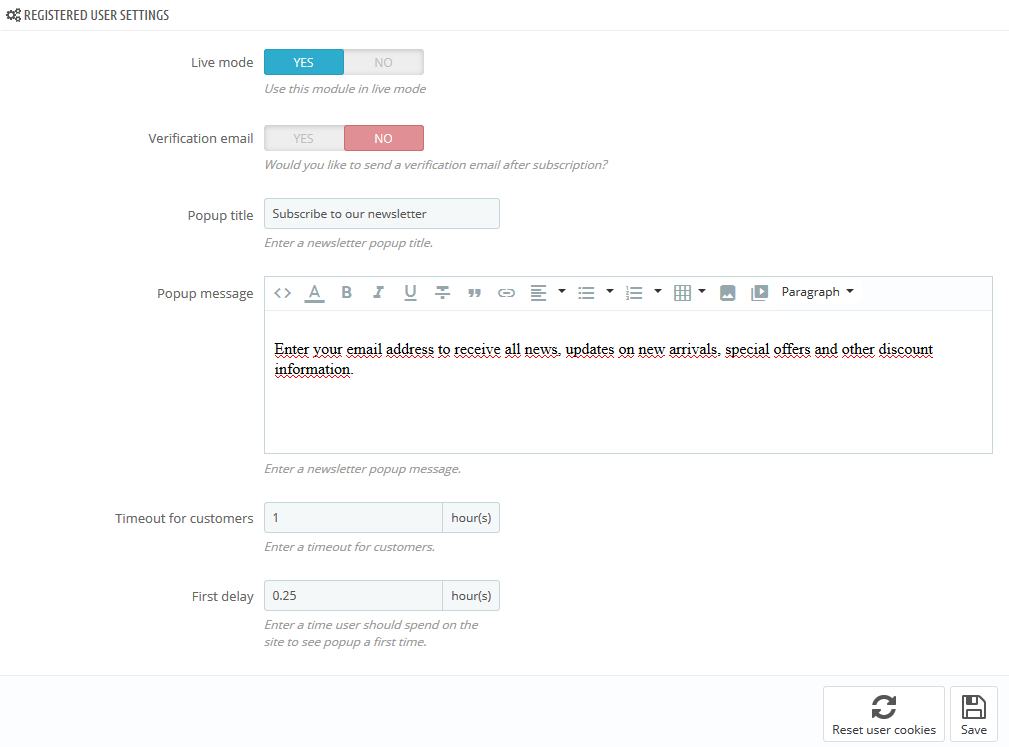 REGISTERED USER SETTINGS
Live mode YES NO
Use this module in live mode
Verification email YES NO
Would you like to send a verification email after subscription?
Popup title Subscribe to our newsletter
Enter a newsletter popup title.
Popup message A B I U Paragraph
Enter your email address to receive all news, updates on new arrivals, special offers and other discount
information.
Enter a newsletter popup message.
Timeout for customers 1 hour(s)
Enter a timeout for customers.
First delay 0.25 hour(s)
Enter a time user should spend on the
site to see popup a first time.
Reset user cookies Save